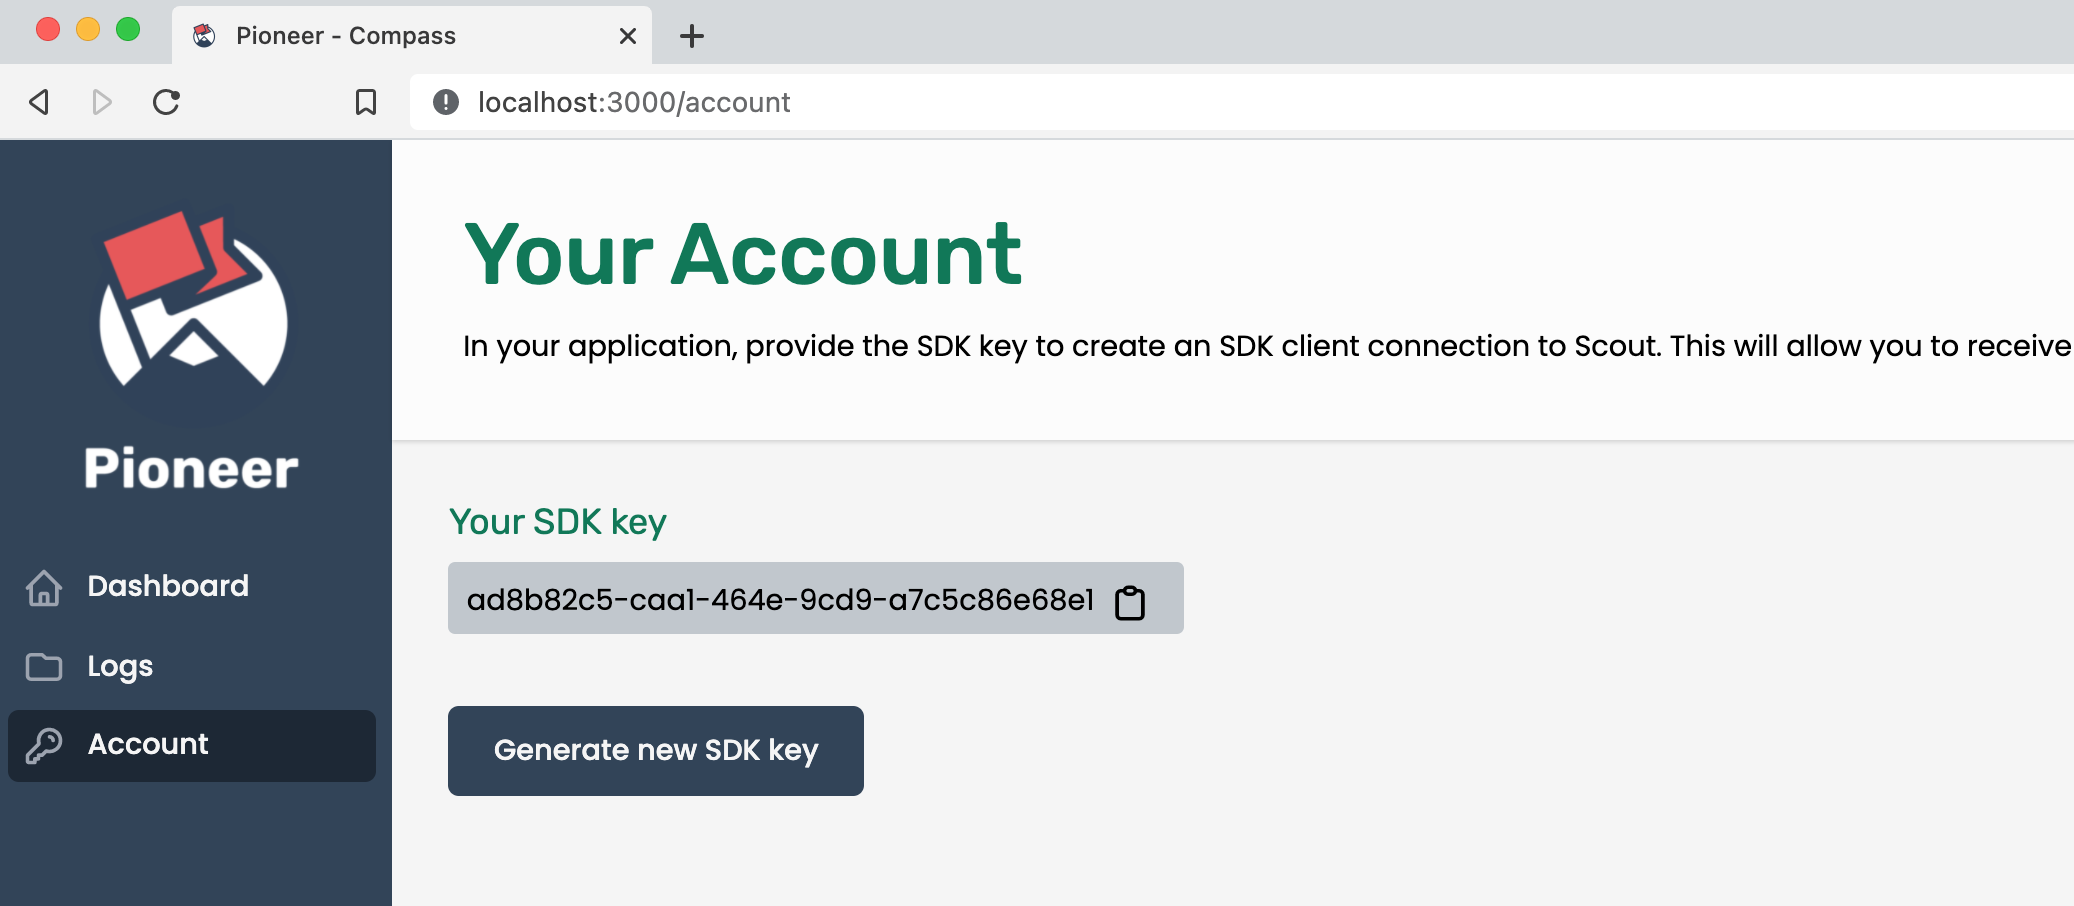 Pioneer - Compass
localhost:3000/account
Pioneer
Dashboard
Logs
Account
Your Account
In your application, provide the SDK key to create an SDK client connection to Scout. This will allow you to receive
Your SDK key
ad8b82c5-caa1-464e-9cd9-a7c5c86e68e1
Generate new SDK key